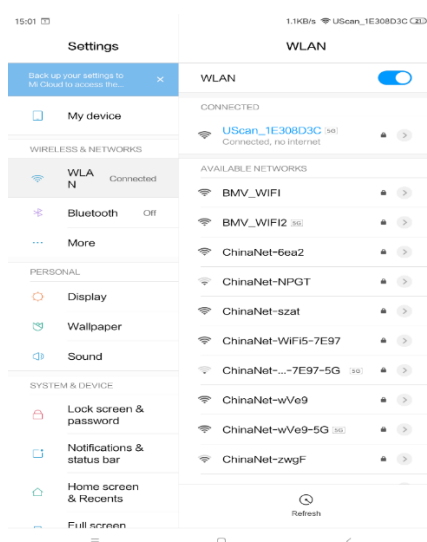 15:01
1.1KB/s UScan_1E308D3C
Settings
Back up your settings to
Mi Cloud to access the...
×
My device
WIRELESS & NETWORKS
WLA
N
Connected
Bluetooth Off
More
PERSONAL
Display
Wallpaper
Sound
SYSTEM & DEVICE
Lock screen &
password
Notifications &
status bar
Home screen
& Recents
Full screen
WLAN
WLAN
CONNECTED
UScan_1E308D3C 5G
Connected, no internet
AVAILABLE NETWORKS
BMV_WIFI
BMV_WIFI2 5G
ChinaNet-6ea2
ChinaNet-NPGT
ChinaNet-szat
ChinaNet-WiFi5-7E97
ChinaNet-...-7E97-5G 5G
ChinaNet-wVe9
ChinaNet-wVe9-5G 5G
ChinaNet-zwgF
Refresh